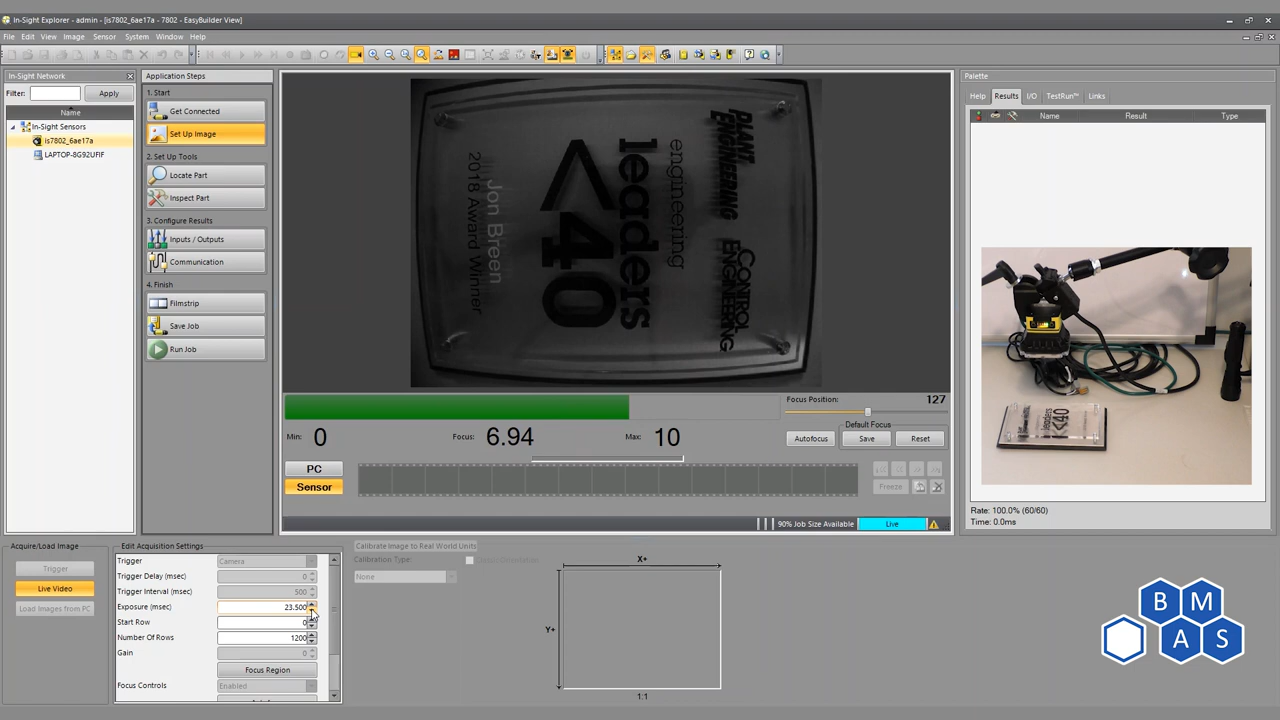 In-Sight Explorer - admin - [is7802_6ae17a - 7802 - EasyBuilder View]
File Edit View Image Sensor System Window Help
In-Sight Network
Filter:
Apply
Name
In-Sight Sensors
is7802_6ae17a
LAPTOP-8G92UFIF
Application Steps
1. Start
Get Connected
Set Up Image
2. Set Up Tools
Locate Part
Inspect Part
3. Configure Results
Inputs / Outputs
Communication
4. Finish
Filmstrip
Save Job
Run Job
PLANT ENGINEERING
CONTROL ENGINEERING
engineering
leaders
<40
Jon Breen
2018 Award Winner
Min: 0
Focus: 6.94
Max: 10
Focus Position: 127
Default Focus
Autofocus
Save
Reset
PC
Sensor
Freeze
90% Job Size Available
Live
Palette
Help Results I/O TestRun™ Links
Name Result Type
leaders
<40
Rate: 100.0% (60/60)
Time: 0.0ms
Acquire/Load Image
Trigger
Live Video
Load Images from PC
Edit Acquisition Settings
Trigger Camera
Trigger Delay (msec) 0
Trigger Interval (msec) 500
Exposure (msec) 23.500
Start Row 0
Number Of Rows 1200
Gain 0
Focus Region
Focus Controls Enabled
Calibrate Image to Real World Units
Calibration Type:
None
X+
Y+
1:1
B M
A S